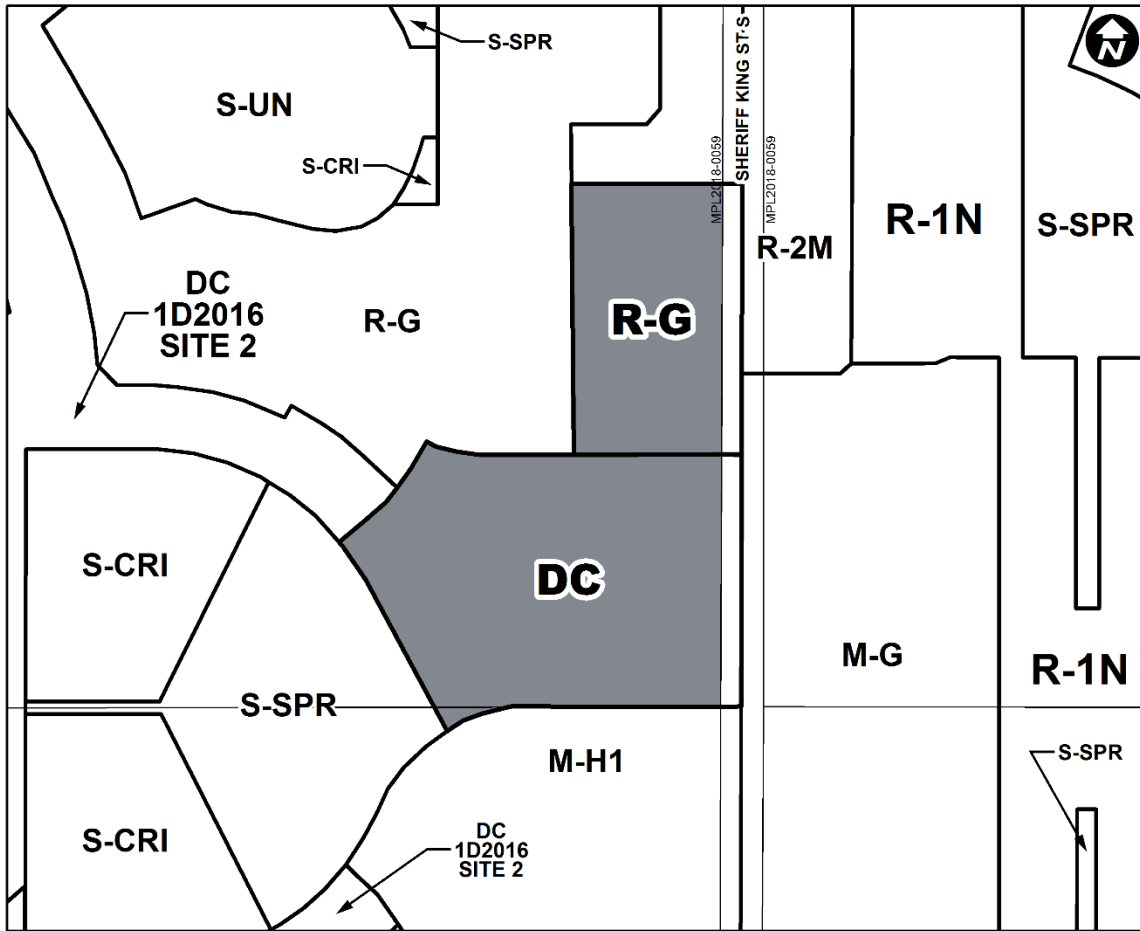 S-SPR
SHERIFF KING ST S
N
S-UN
S-CRI
MPL2018-0059
MPL2018-0059
R-2M
R-1N
S-SPR
DC
1D2016
SITE 2
R-G
R-G
S-CRI
DC
M-G
R-1N
S-SPR
M-H1
S-SPR
S-CRI
DC
1D2016
SITE 2